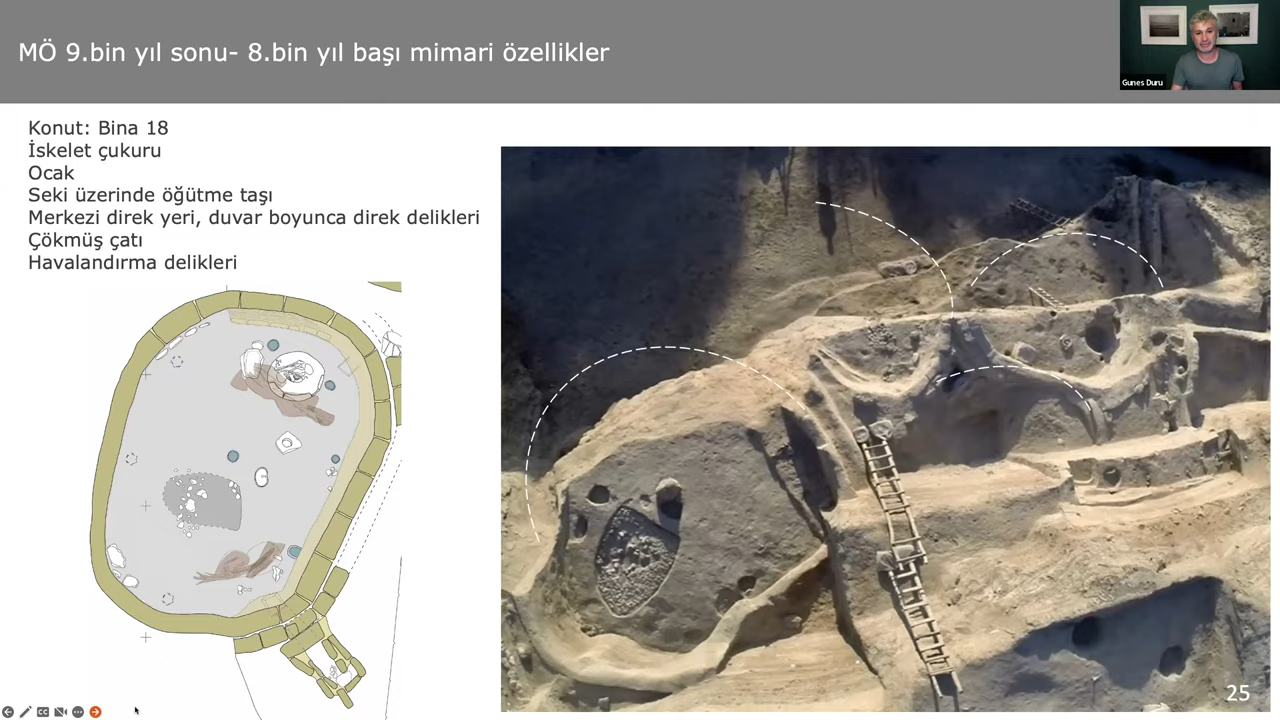 MÖ 9.bin yıl sonu- 8.bin yıl başı mimari özellikler
Gunes Duru
Konut: Bina 18
İskelet çukuru
Ocak
Seki üzerinde öğütme taşı
Merkezi direk yeri, duvar boyunca direk delikleri
Çökmüş çatı
Havalandırma delikleri
25